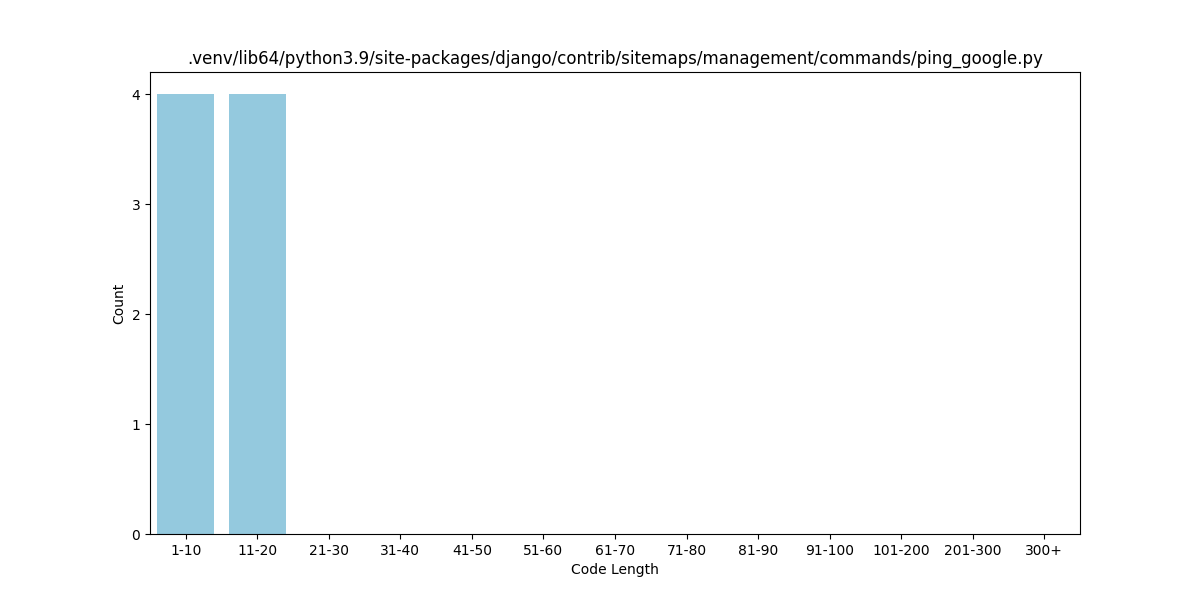 .venv/lib64/python3.9/site-packages/django/contrib/sitemaps/management/commands/ping_google.py
4
3
2
1
0
Count
1-10 11-20 21-30 31-40 41-50 51-60 61-70 71-80 81-90 91-100 101-200 201-300 300+
Code Length